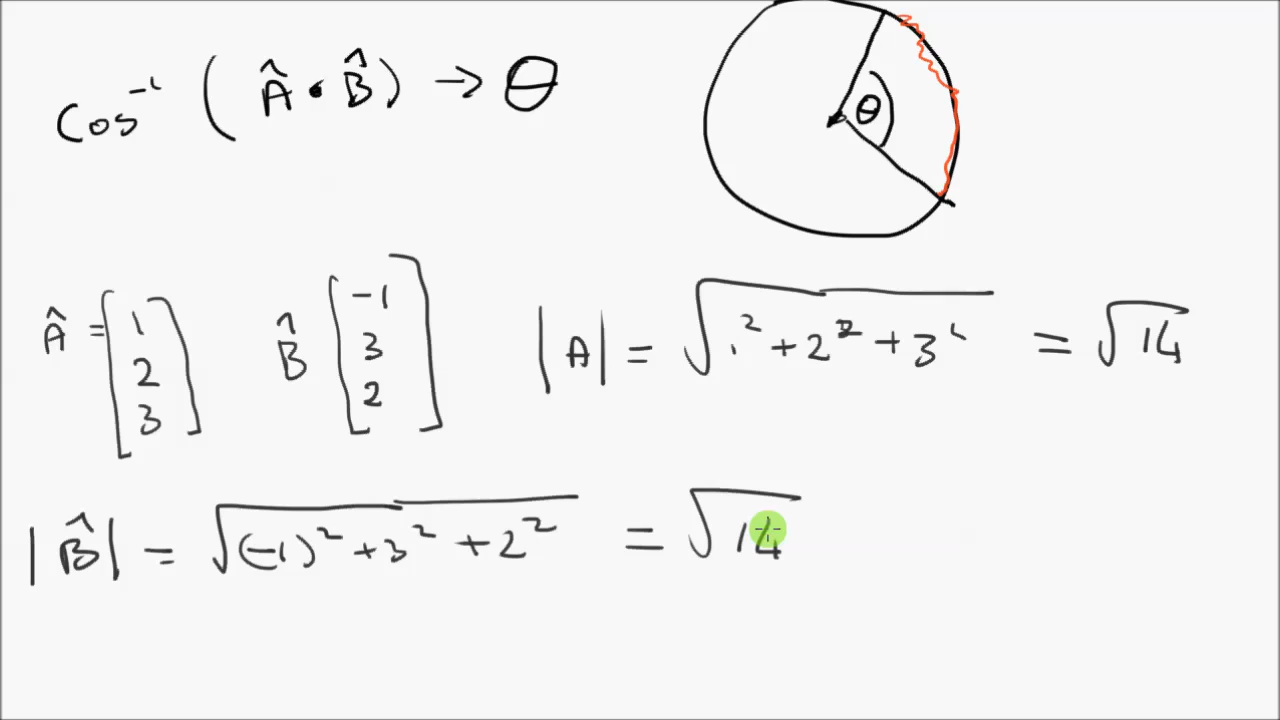 Cos⁻¹ ( Â • B̂ ) → θ
θ
Â = [1 2 3] B̂ [-1 3 2] |A| = √(1² + 2² + 3²) = √14
|B̂| = √((-1)² + 3² + 2²) = √14